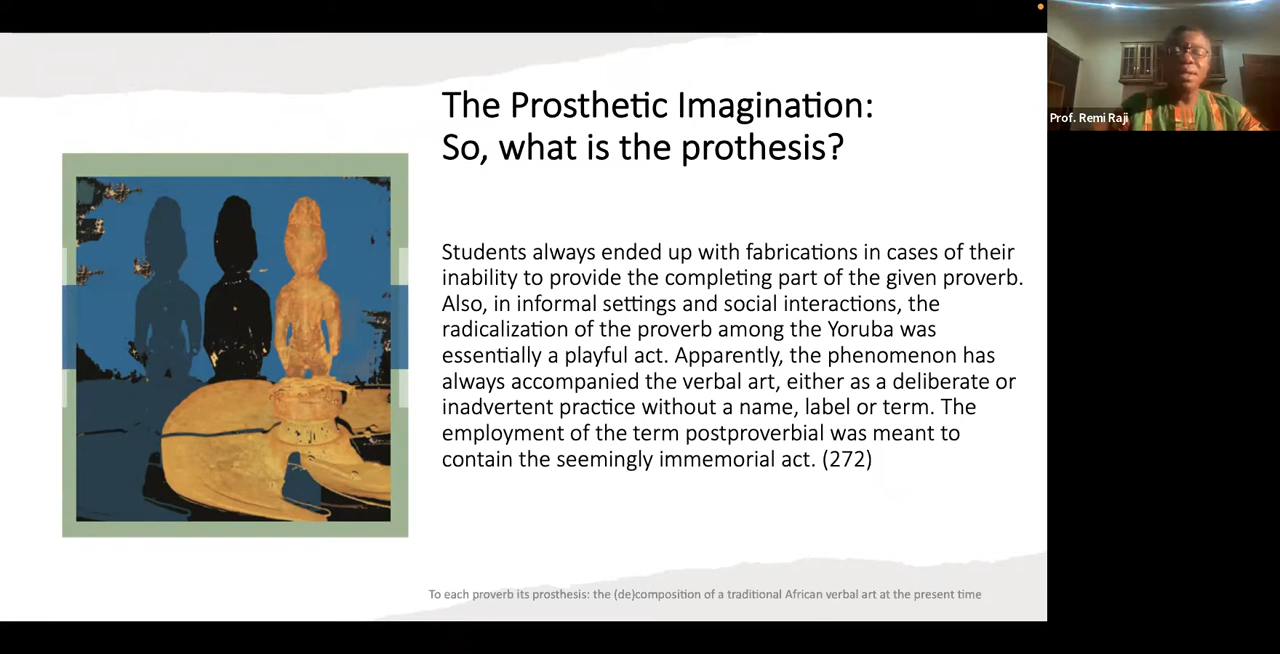 The Prosthetic Imagination:
So, what is the prothesis?
Students always ended up with fabrications in cases of their
inability to provide the completing part of the given proverb.
Also, in informal settings and social interactions, the
radicalization of the proverb among the Yoruba was
essentially a playful act. Apparently, the phenomenon has
always accompanied the verbal art, either as a deliberate or
inadvertent practice without a name, label or term. The
employment of the term postproverbial was meant to
contain the seemingly immemorial act. (272)
To each proverb its prosthesis: the (de)composition of a traditional African verbal art at the present time
Prof. Remi Raji